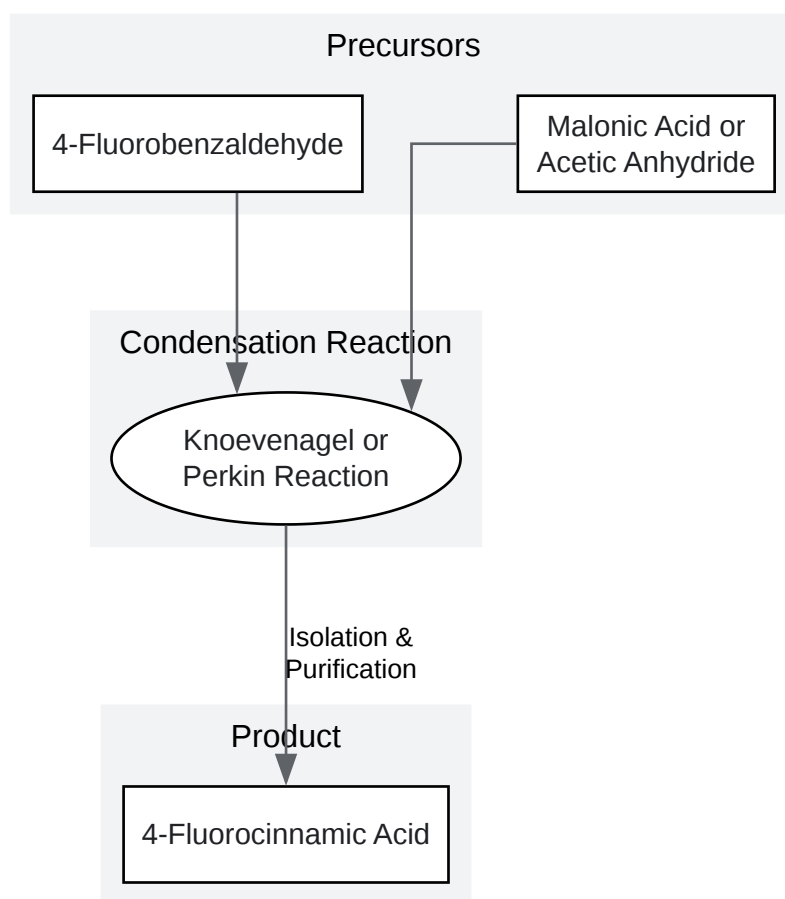 Precursors
4-Fluorobenzaldehyde
Malonic Acid or
Acetic Anhydride
Condensation Reaction
Knoevenagel or
Perkin Reaction
Isolation &
Purification
Product
4-Fluorocinnamic Acid